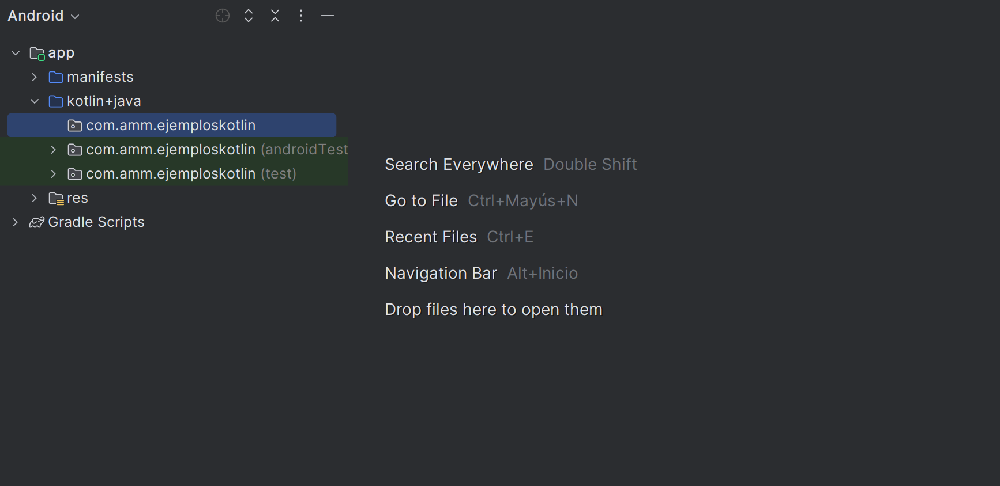 Android
app
manifests
kotlin+java
com.amm.ejemploskotlin
com.amm.ejemploskotlin (androidTest
com.amm.ejemploskotlin (test)
res
Gradle Scripts
Search Everywhere Double Shift
Go to File Ctrl+Mayús+N
Recent Files Ctrl+E
Navigation Bar Alt+Inicio
Drop files here to open them